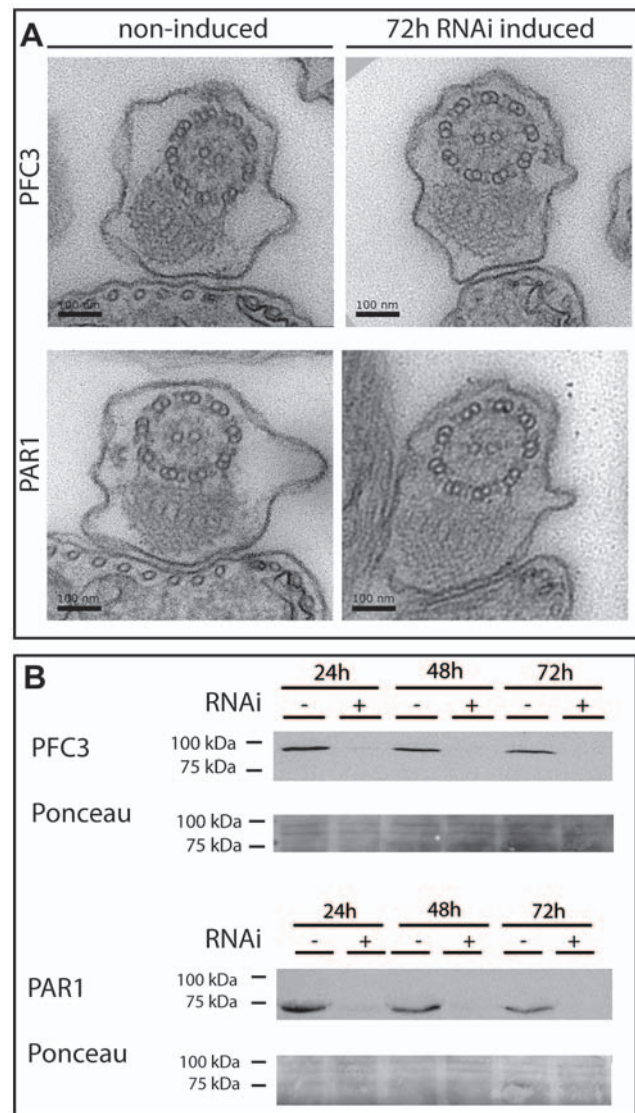 A
non-induced 72h RNAi induced
PFC3
100 nm 100 nm
PAR1
100 nm 100 nm
B
24h 48h 72h
RNAi - + - + - +
PFC3
100 kDa
75 kDa
Ponceau
100 kDa
75 kDa
24h 48h 72h
RNAi - + - + - +
PAR1
100 kDa
75 kDa
Ponceau
100 kDa
75 kDa